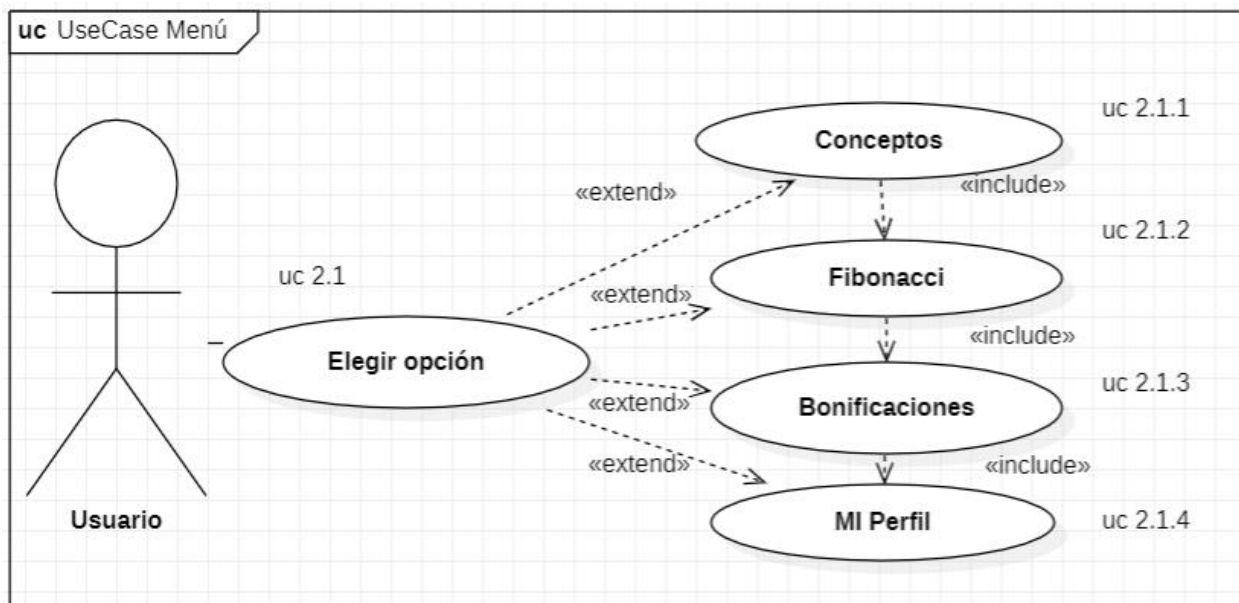 uc UseCase Menú
uc 2.1.1
Conceptos
«extend»
«include»
uc 2.1.2
uc 2.1
Fibonacci
«extend»
«include»
Elegir opción
uc 2.1.3
«extend»
Bonificaciones
«extend»
«include»
Usuario
MI Perfil
uc 2.1.4